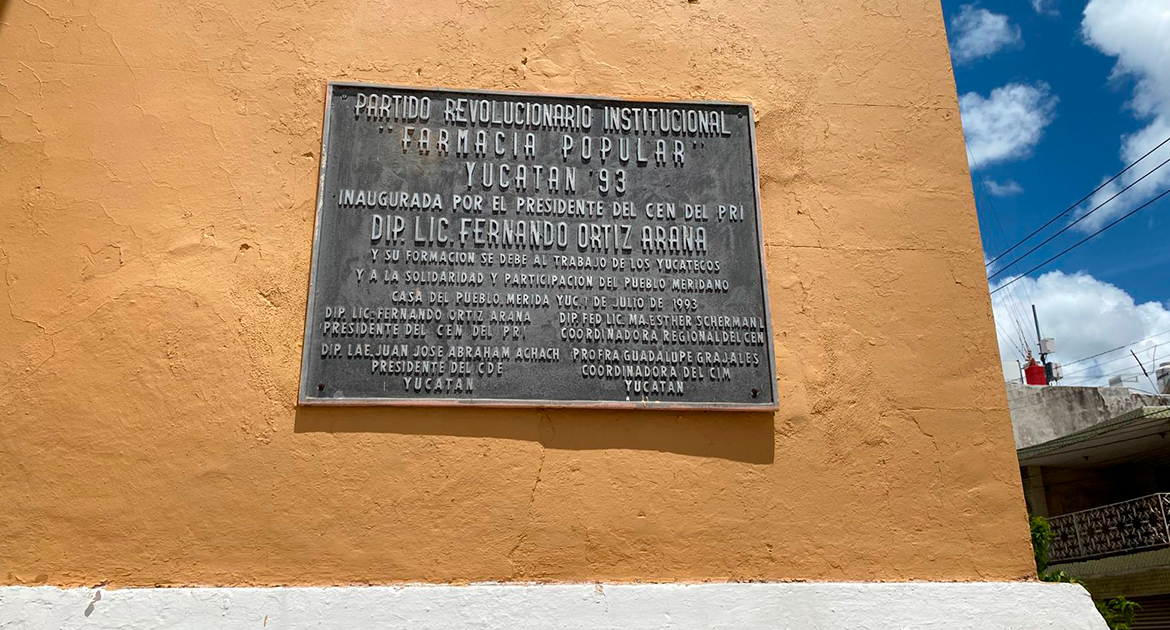 PARTIDO REVOLUCIONARIO INSTITUCIONAL
"FARMACIA POPULAR"
YUCATAN '93
INAUGURADA POR EL PRESIDENTE DEL CEN DEL PRI
DIP. LIC. FERNANDO ORTIZ ARANA
Y SU FORMACION SE DEBE AL TRABAJO DE LOS YUCATECOS
Y A LA SOLIDARIDAD Y PARTICIPACION DEL PUEBLO MERIDANO
CASA DEL PUEBLO, MERIDA YUC, 1 DE JULIO DE 1993
DIP. LIC. FERNANDO ORTIZ ARANA
PRESIDENTE DEL CEN DEL PRI
DIP. FED LIC. MA. ESTHER SCHERMAN L
COORDINADORA REGIONAL DEL CEN
DIP. LAE. JUAN JOSE ABRAHAM ACHACH
PRESIDENTE DEL CDE
YUCATAN
PROFRA GUADALUPE GRAJALES
COORDINADORA DEL CIM
YUCATAN